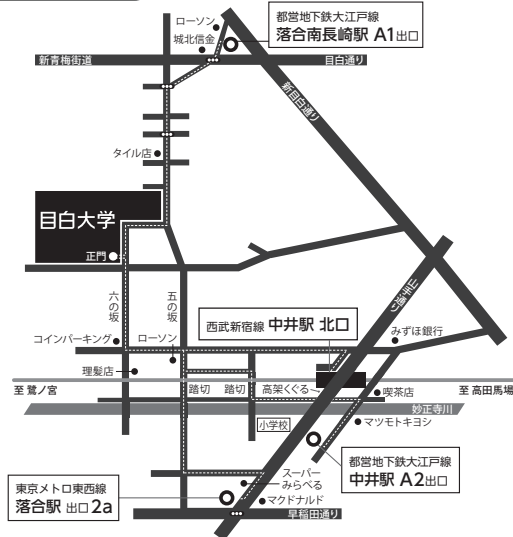 ローソン
城北信金
都営地下鉄大江戸線
落合南長崎駅 A1出口
新青梅街道
目白通り
新目白通り
タイル店
目白大学
正門
山手通り
六の坂
五の坂
西武新宿線 中井駅 北口
みずほ銀行
コインパーキング
ローソン
理髪店
至 鷺ノ宮
踏切
踏切
高架くぐる
喫茶店
至 高田馬場
妙正寺川
小学校
マツモトキヨシ
都営地下鉄大江戸線
中井駅 A2出口
スーパー
みらべる
東京メトロ東西線
落合駅 出口2a
マクドナルド
早稲田通り